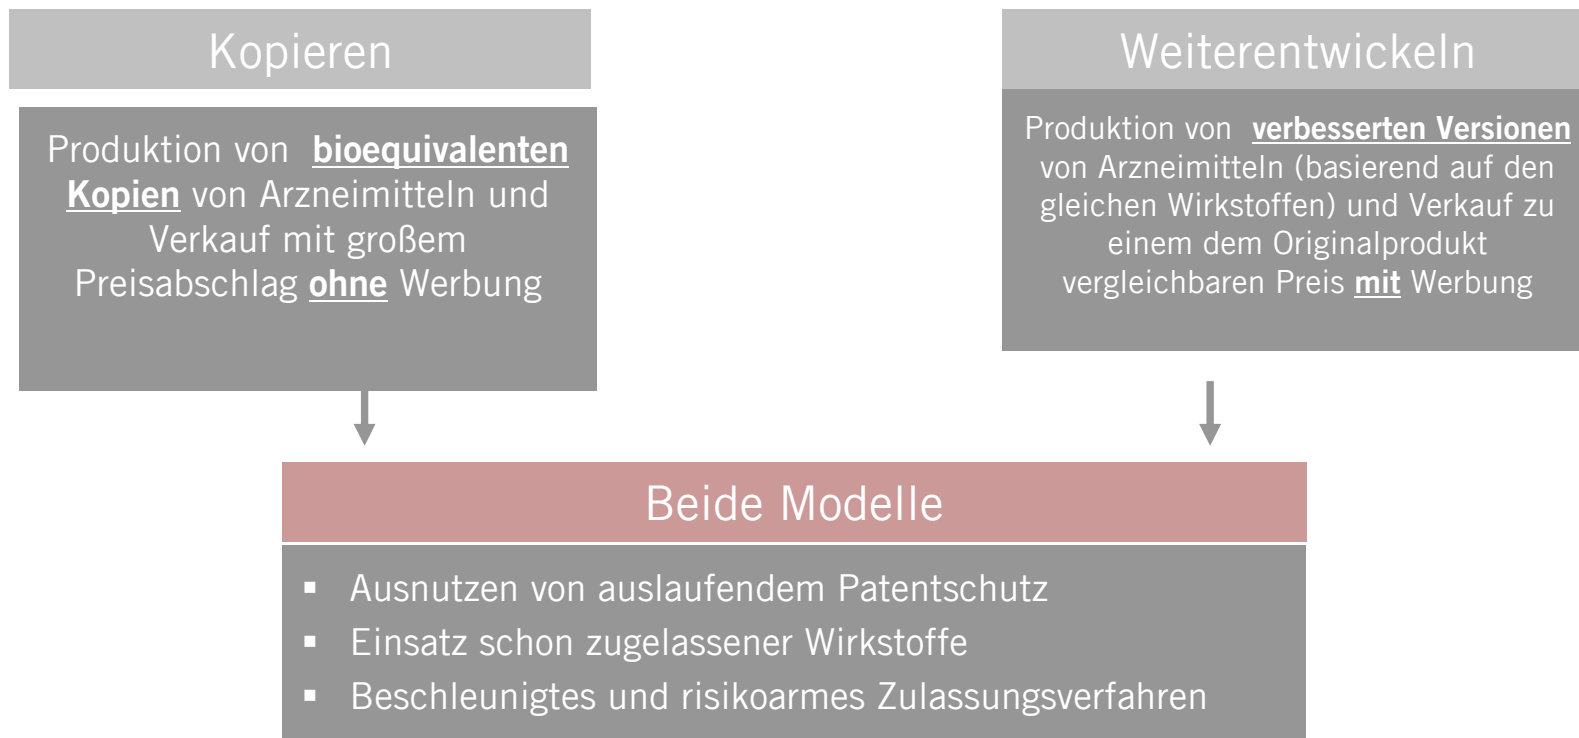 Kopieren
Produktion von bioequivalenten
Kopien von Arzneimitteln und
Verkauf mit großem
Preisabschlag ohne Werbung
Weiterentwickeln
Produktion von verbesserten Versionen
von Arzneimitteln (basierend auf den
gleichen Wirkstoffen) und Verkauf zu
einem dem Originalprodukt
vergleichbaren Preis mit Werbung
Beide Modelle
▪ Ausnutzen von auslaufendem Patentschutz
▪ Einsatz schon zugelassener Wirkstoffe
▪ Beschleunigtes und risikoarmes Zulassungsverfahren